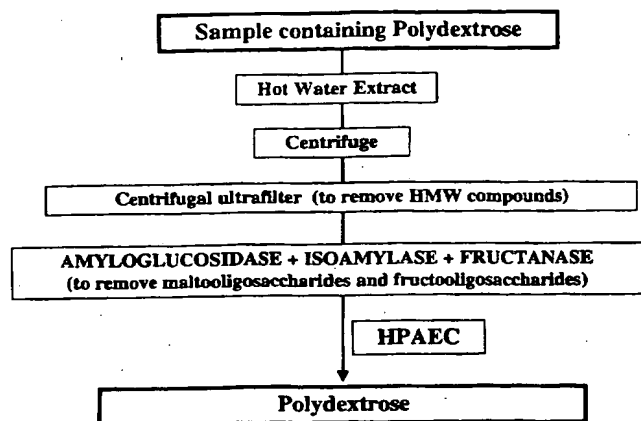 Sample containing Polydextrose
Hot Water Extract
Centrifuge
Centrifugal ultrafilter (to remove HMW compounds)
AMYLOGLUCOSIDASE + ISOAMYLASE + FRUCTANASE
(to remove maltooligosaccharides and fructooligosaccharides)
HPAEC
Polydextrose